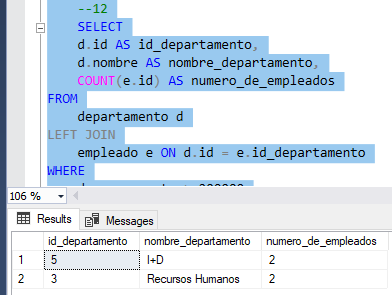 --12
SELECT
d.id AS id_departamento,
d.nombre AS nombre_departamento,
COUNT(e.id) AS numero_de_empleados
FROM
departamento d
LEFT JOIN
empleado e ON d.id = e.id_departamento
WHERE
106 %
Results Messages
id_departamento nombre_departamento numero_de_empleados
1 5 I+D 2
2 3 Recursos Humanos 2